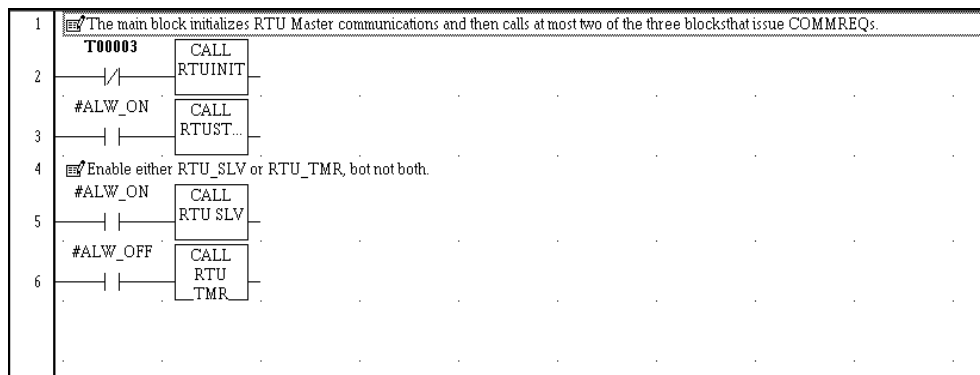 1 The main block initializes RTU Master communications and then calls at most two of the three blocksthat issue COMMREQs.
T00003
CALL
RTUINIT
2
#ALW_ON
CALL
RTUST...
3
4 Enable either RTU_SLV or RTU_TMR, bot not both.
#ALW_ON
CALL
RTU SLV
5
#ALW_OFF
CALL
RTU
TMR
6